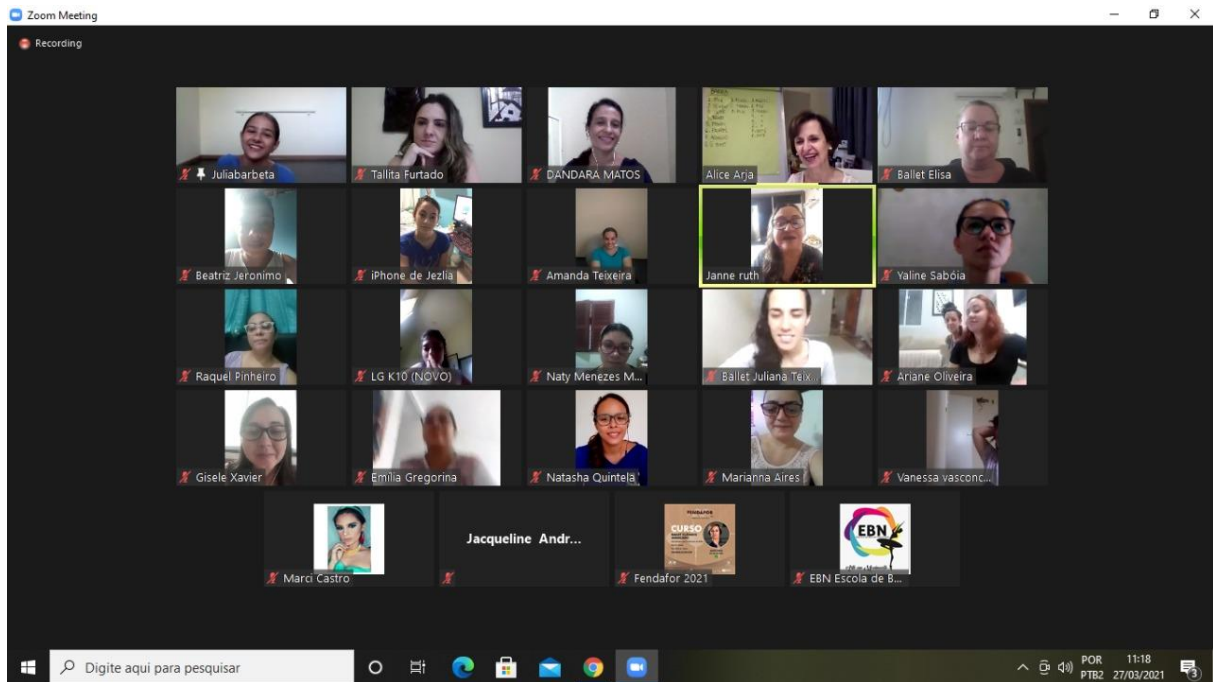 Zoom Meeting
Recording
Juliabarbeta
Tallita Furtado
DANDARA MATOS
Alice Arja
Ballet Elisa
Beatriz Jeronimo
iPhone de Jezlia
Amanda Teixeira
Janne ruth
Yaline Sabóia
Raquel Pinheiro
LG K10 (NOVO)
Naty Menezes M...
Ballet Juliana Teix...
Ariane Oliveira
Gisele Xavier
Emília Gregorina
Natasha Quintela
Marianna Aires
Vanessa vasconc...
FENDAFOR
CURSO
EBN
Jacqueline Andr...
Marci Castro
Fendafor 2021
EBN Escola de B...
Digite aqui para pesquisar
POR 11:18
PTB2 27/03/2021
3